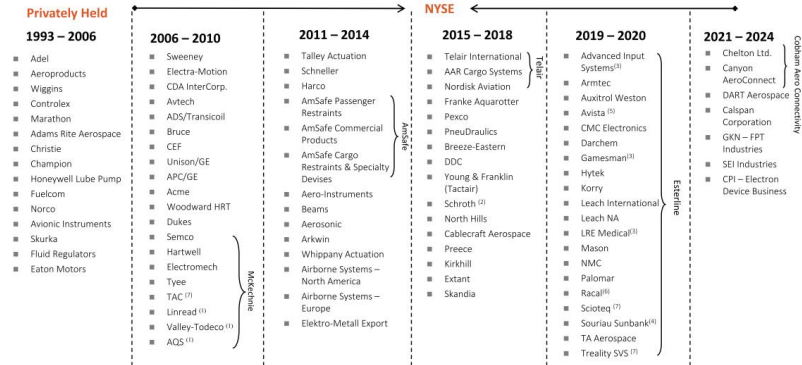 Privately Held
NYSE
1993 – 2006
Adel
Aeroproducts
Wiggins
Controlex
Marathon
Adams Rite Aerospace
Christie
Champion
Honeywell Lube Pump
Fuelcom
Norco
Avionic Instruments
Skurka
Fluid Regulators
Eaton Motors
2006 – 2010
Sweeney
Electra-Motion
CDA InterCorp.
Avtech
ADS/Transicoil
Bruce
CEF
Unison/GE
APC/GE
Acme
Woodward HRT
Dukes
Semco
Hartwell
Electromech
Tyee
TAC (7)
Linread (1)
Valley-Todeco (1)
AQS (1)
McKechnie
2011 – 2014
Talley Actuation
Schneller
Harco
AmSafe Passenger
Restraints
AmSafe Commercial
Products
AmSafe Cargo
Restraints & Specialty
Devises
AmSafe
Aero-Instruments
Beams
Aerosonic
Arkwin
Whippany Actuation
Airborne Systems –
North America
Airborne Systems –
Europe
Elektro-Metall Export
2015 – 2018
Telair International
AAR Cargo Systems
Nordisk Aviation
Telair
Franke Aquarotter
Pexco
PneuDraulics
Breeze-Eastern
DDC
Young & Franklin
(Tactair)
Schroth (2)
North Hills
Cablecraft Aerospace
Preece
Kirkhill
Extant
Skandia
2019 – 2020
Advanced Input
Systems(3)
Armtec
Auxitrol Weston
Avista (5)
CMC Electronics
Darchem
Gamesman(3)
Hytek
Korry
Leach International
Leach NA
LRE Medical(3)
Mason
NMC
Palomar
Racal(6)
Scioteq (7)
Souriau Sunbank(4)
TA Aerospace
Treality SVS (7)
Esterline
2021 – 2024
Chelton Ltd.
Canyon
AeroConnect
Cobham Aero Connectivity
DART Aerospace
Calspan
Corporation
GKN – FPT
Industries
SEI Industries
CPI – Electron
Device Business